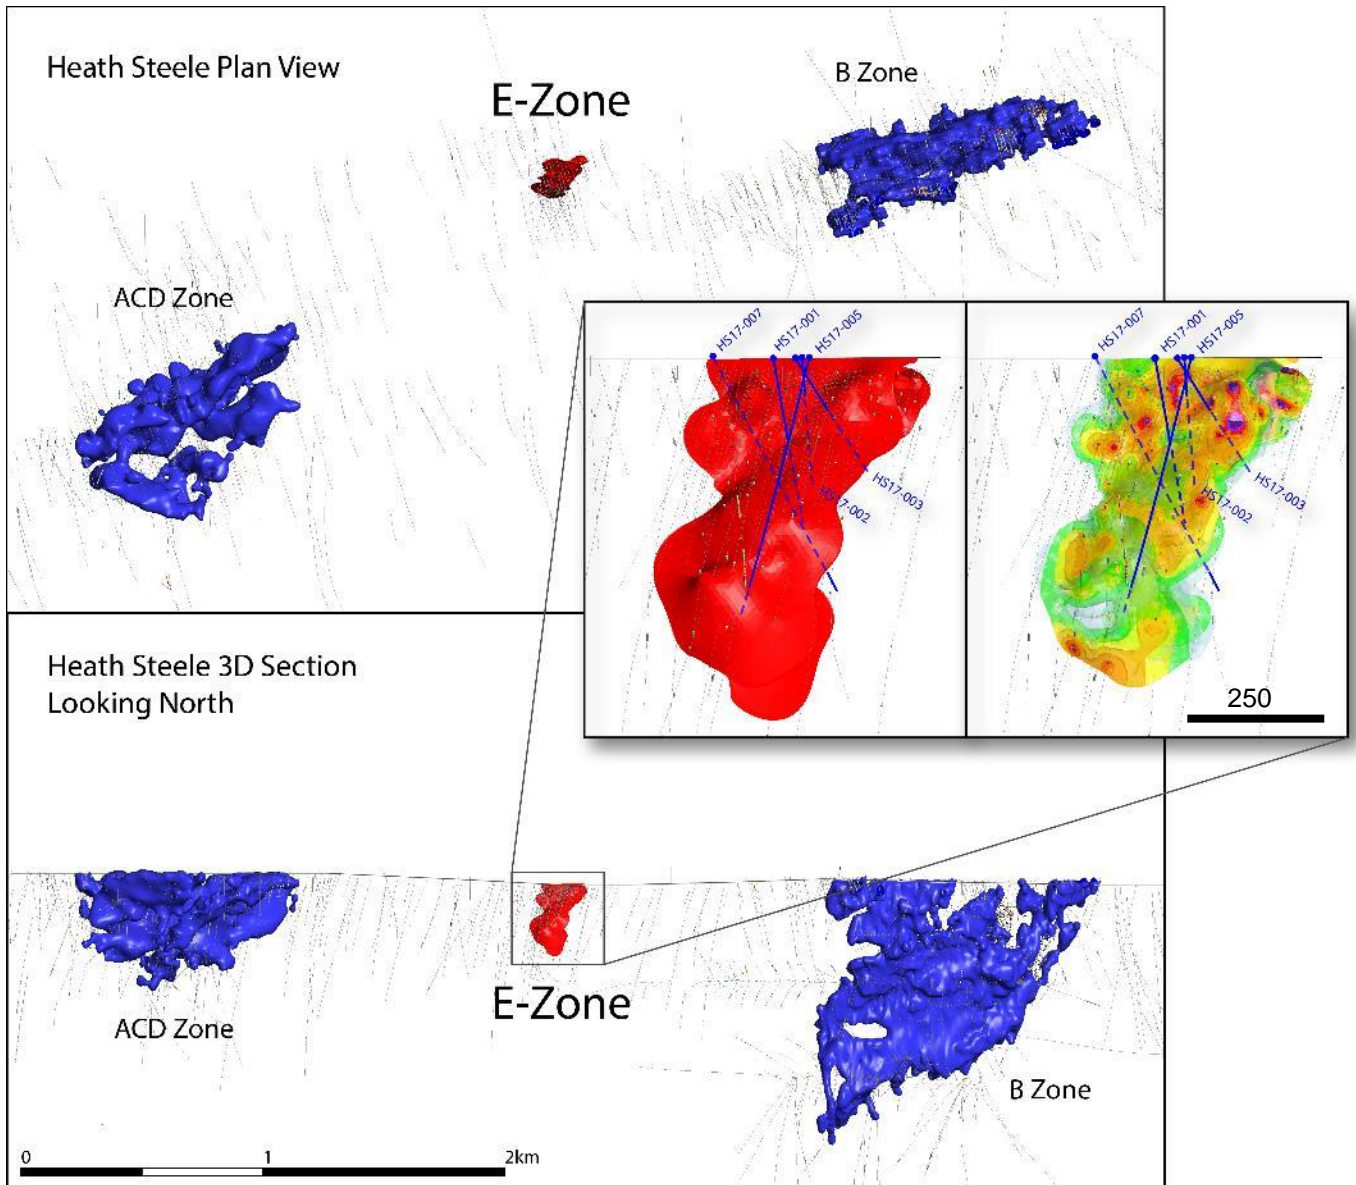 Heath Steele Plan View
E-Zone
B Zone
ACD Zone
HS17-007
HS17-001
HS17-005
HS17-003
HS17-002
HS17-007
HS17-001
HS17-005
HS17-003
HS17-002
250
Heath Steele 3D Section
Looking North
ACD Zone
E-Zone
B Zone
0
1
2km